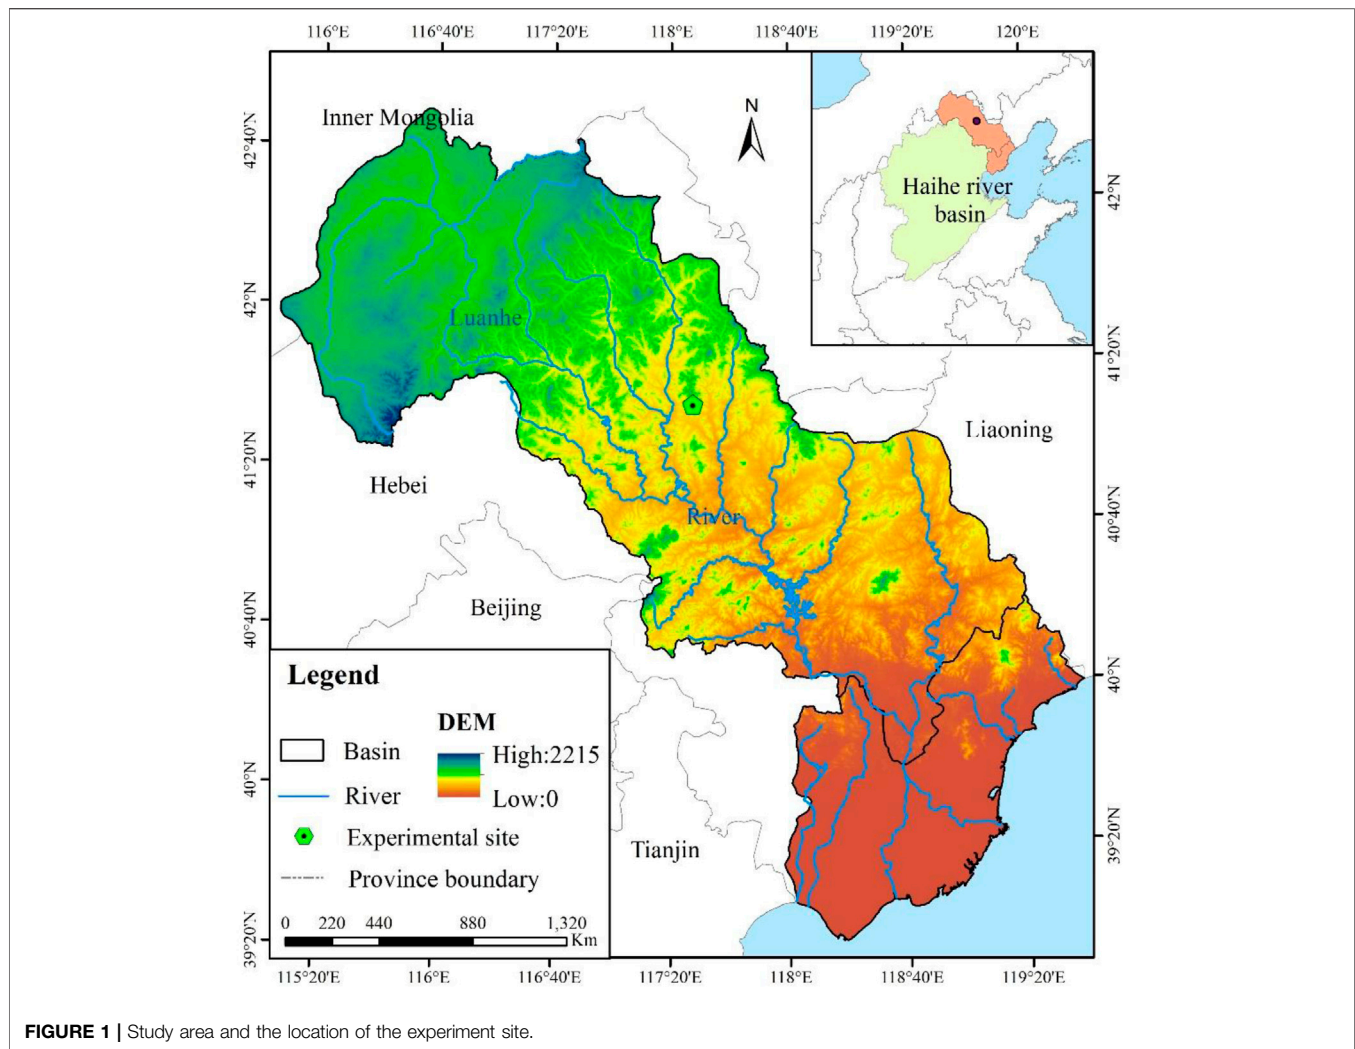 116°E 116°40'E 117°20'E 118°E 118°40'E 119°20'E 120°E
N
Inner Mongolia
42°40'N
42°N
41°20'N
40°40'N
40°N
39°20'N
Haihe river
basin
42°N
41°20'N
40°40'N
40°N
39°20'N
Luanhe
River
Liaoning
Hebei
Beijing
Tianjin
Legend
DEM
High:2215
Low:0
Basin
River
Experimental site
Province boundary
0 220 440 880 1,320
Km
115°20'E 116°E 116°40'E 117°20'E 118°E 118°40'E 119°20'E
FIGURE 1 | Study area and the location of the experiment site.